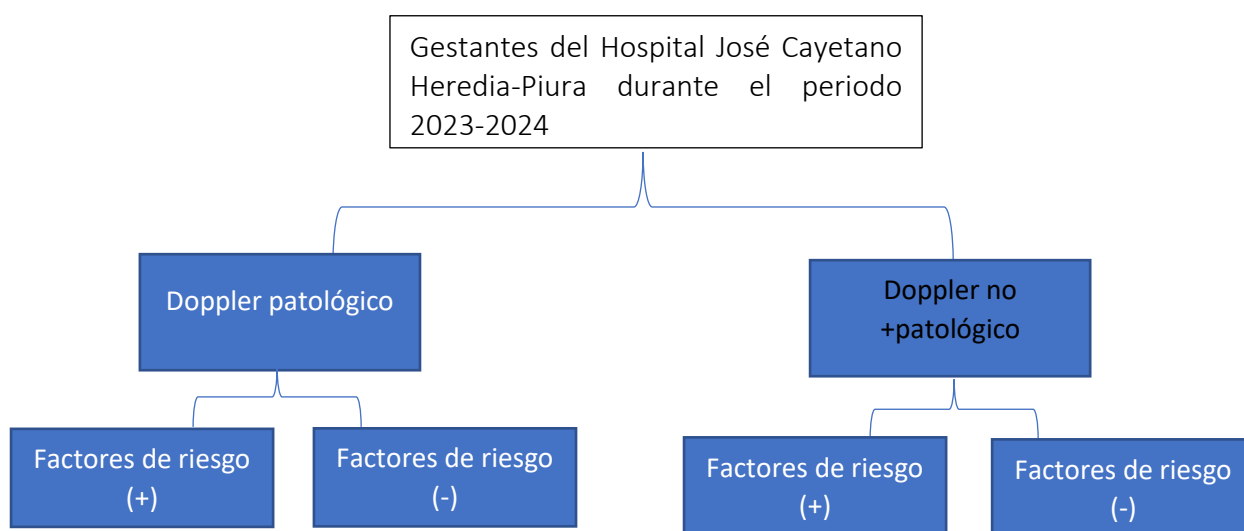 Gestantes del Hospital José Cayetano
Heredia-Piura durante el periodo
2023-2024
Doppler patológico
Doppler no
+patológico
Factores de riesgo
(+)
Factores de riesgo
(-)
Factores de riesgo
(+)
Factores de riesgo
(-)